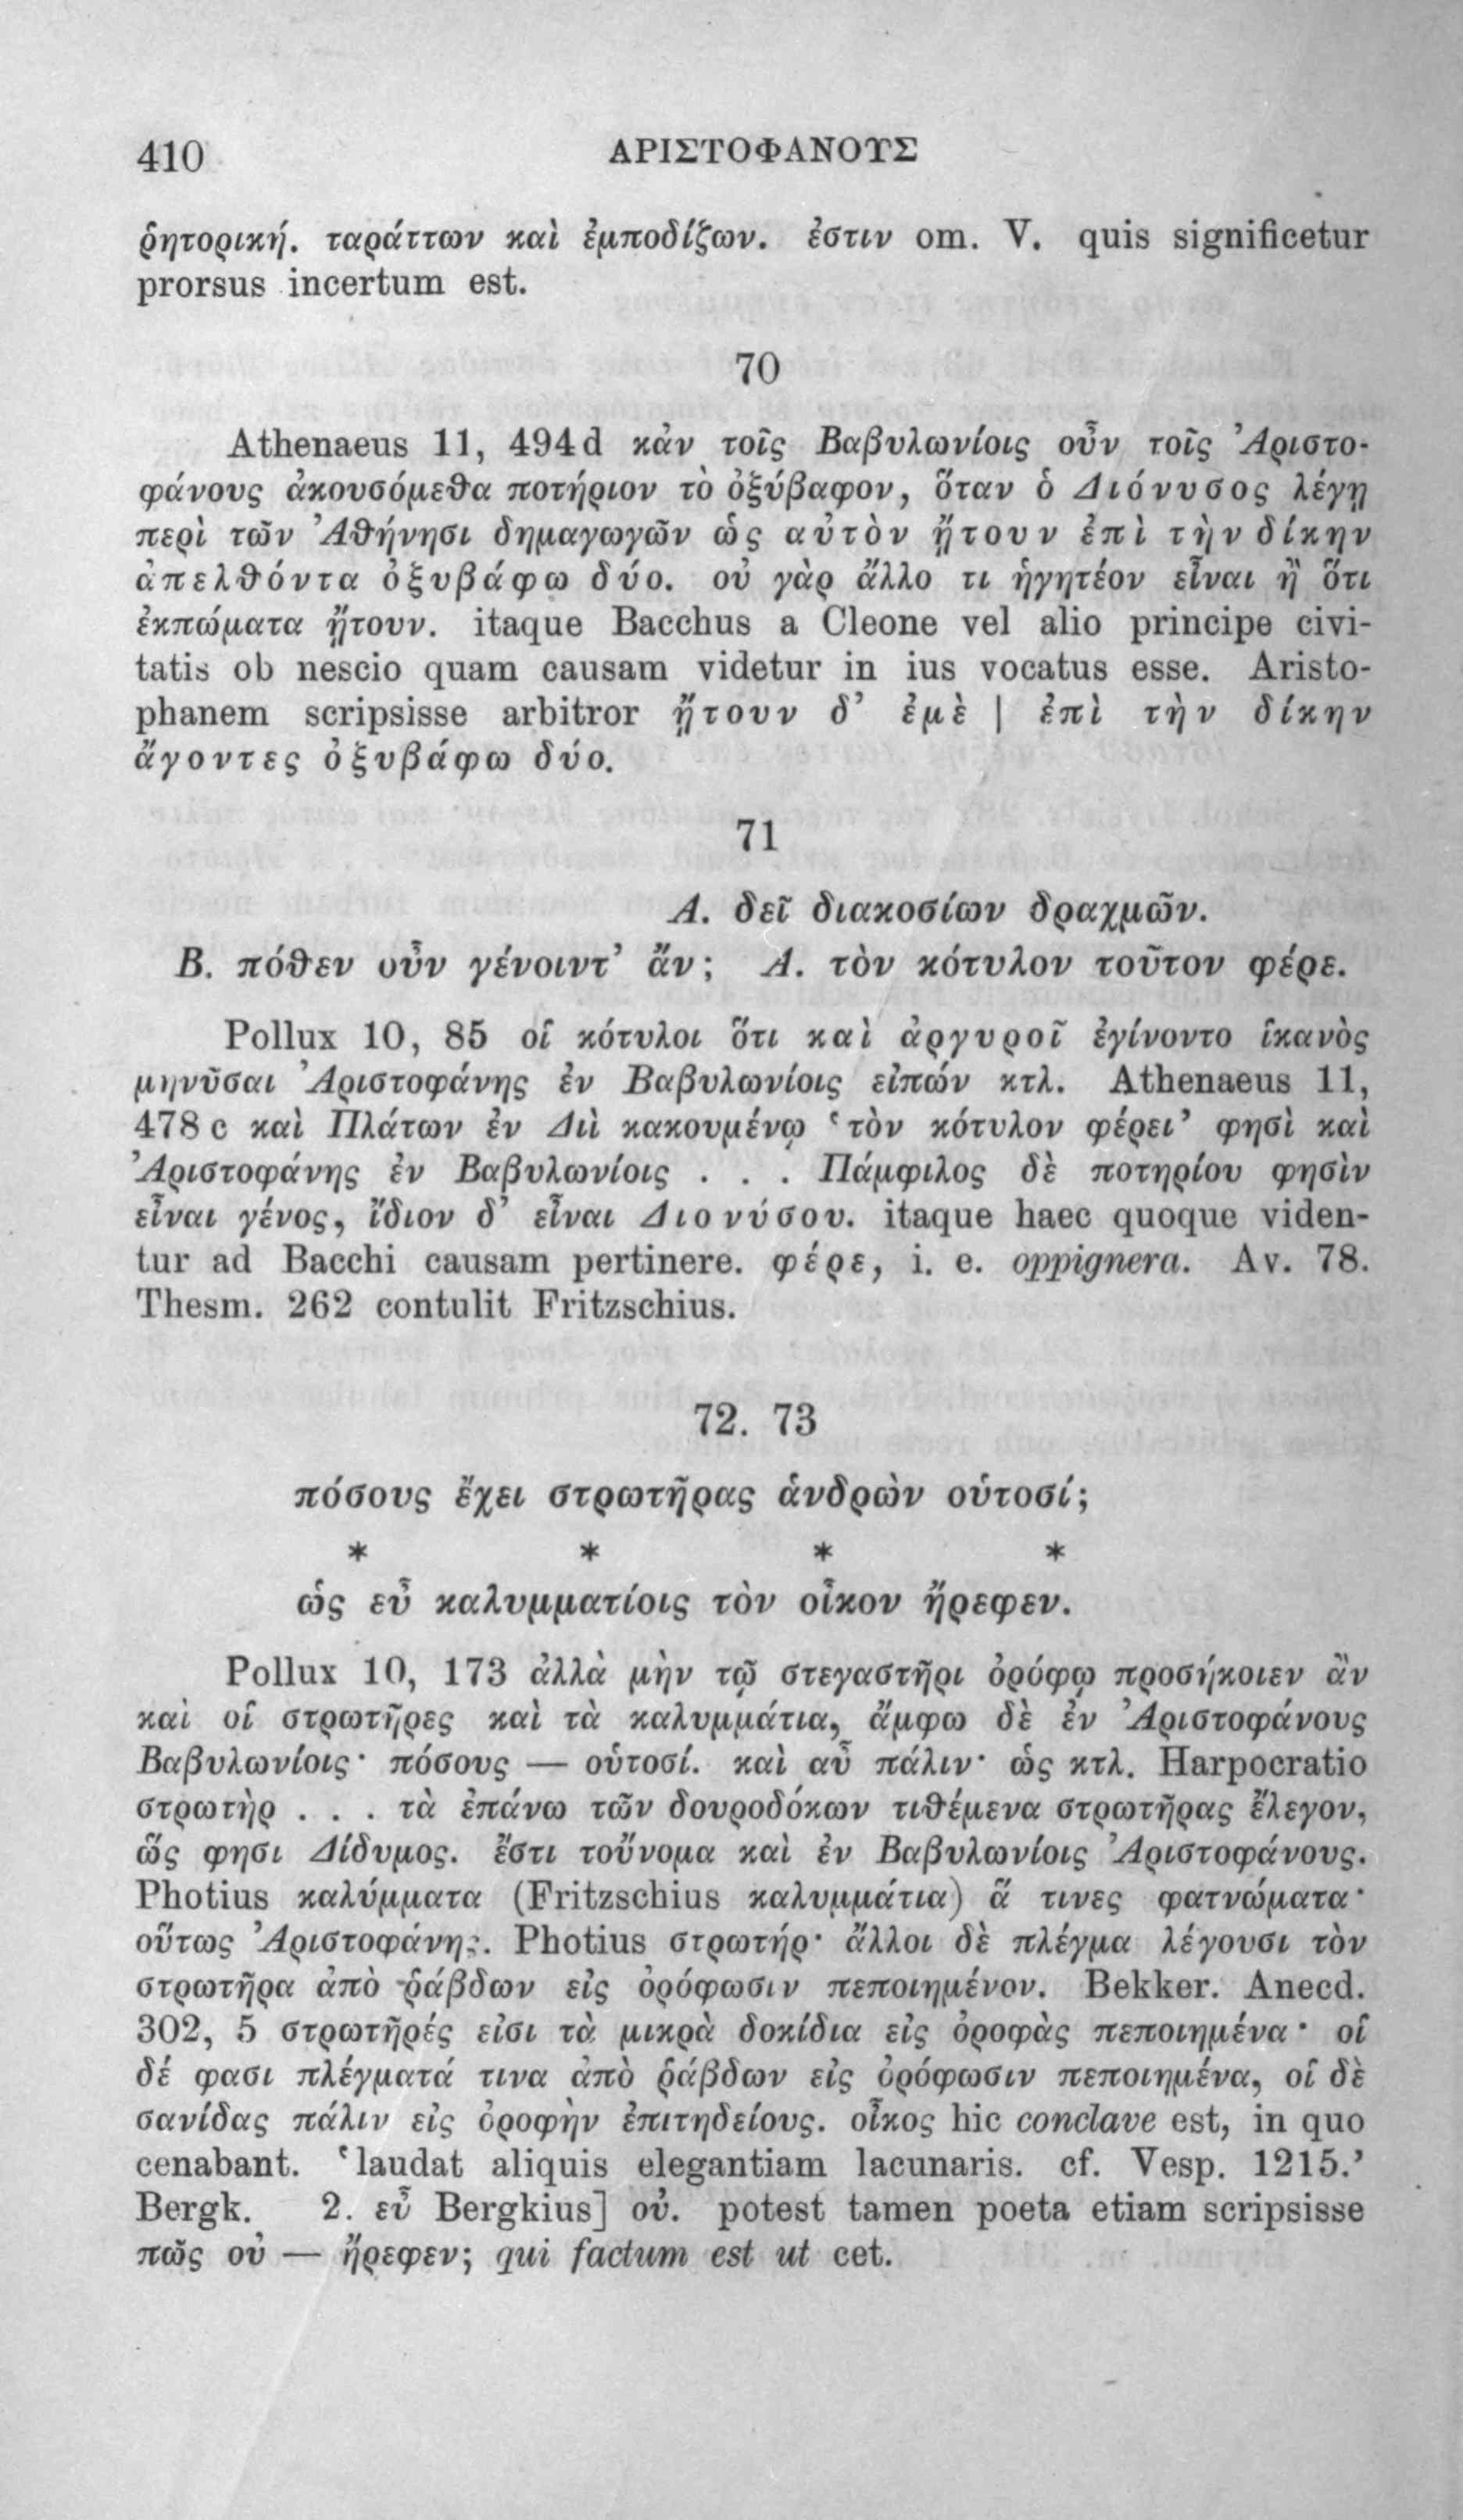 410 ΑΡΙΣΤΟΦΑΝΟΥΣ
ῥητορική. ταράττων καὶ ἐμποδίζων. ἐστιν om. V. quis significetur
prorsus incertum est.
70
Athenaeus 11, 494d κἀν τοῖς Βαβυλωνίοις οὖν τοῖς Ἀριστο-
φάνους ἀκουσόμεθα ποτήριον τὸ ὀξύβαφον, ὅταν ὁ Διόνυσος λέγῃ
περὶ τῶν Ἀθήνησι δημαγωγῶν ὡς αὐτὸν ᾔτουν ἐπὶ τὴν δίκην
ἀπελθόντα ὀξυβάφω δύο. οὐ γὰρ ἄλλο τι ἡγητέον εἶναι ἢ ὅτι
ἐκπώματα ᾔτουν. itaque Bacchus a Cleone vel alio principe civi-
tatis ob nescio quam causam videtur in ius vocatus esse. Aristo-
phanem scripsisse arbitror ᾔτουν δ’ ἐμὲ | ἐπὶ τὴν δίκην
ἄγοντες ὀξυβάφω δύο.
71
Α. δεῖ διακοσίων δραχμῶν.
Β. πόθεν οὖν γένοιντ’ ἄν; Α. τὸν κότυλον τοῦτον φέρε.
Pollux 10, 85 οἱ κότυλοι ὅτι καὶ ἀργυροῖ ἐγίνοντο ἱκανὸς
μηνῦσαι Ἀριστοφάνης ἐν Βαβυλωνίοις εἰπών κτλ. Athenaeus 11,
478 c καὶ Πλάτων ἐν Διὶ κακουμένῳ ‘τὸν κότυλον φέρει’ φησὶ καὶ
Ἀριστοφάνης ἐν Βαβυλωνίοις . . . Πάμφιλος δὲ ποτηρίου φησὶν
εἶναι γένος, ἴδιον δ’ εἶναι Διονύσου. itaque haec quoque viden-
tur ad Bacchi causam pertinere. φέρε, i. e. oppignera. Av. 78.
Thesm. 262 contulit Fritzschius.
72. 73
πόσους ἔχει στρωτῆρας ἁνδρὼν οὑτοσί;
* * * *
ὡς εὖ καλυμματίοις τὸν οἶκον ἤρεφεν.
Pollux 10, 173 ἀλλὰ μὴν τῷ στεγαστῆρι ὀρόφῳ προσήκοιεν ἂν
καὶ οἱ στρωτῆρες καὶ τὰ καλυμμάτια, ἄμφω δὲ ἐν Ἀριστοφάνους
Βαβυλωνίοις· πόσους — οὑτοσί. καὶ αὖ πάλιν· ὡς κτλ. Harpocratio
στρωτὴρ . . . τὰ ἐπάνω τῶν δουροδόκων τιθέμενα στρωτῆρας ἔλεγον,
ὥς φησι Δίδυμος. ἔστι τοὔνομα καὶ ἐν Βαβυλωνίοις Ἀριστοφάνους.
Photius καλύμματα (Fritzschius καλυμμάτια) ἅ τινες φατνώματα·
οὕτως Ἀριστοφάνης. Photius στρωτήρ· ἄλλοι δὲ πλέγμα λέγουσι τὸν
στρωτῆρα ἀπὸ ῥάβδων εἰς ὀρόφωσιν πεποιημένον. Bekker. Anecd.
302, 5 στρωτῆρές εἰσι τὰ μικρὰ δοκίδια εἰς ὀροφὰς πεποιημένα· οἱ
δέ φασι πλέγματά τινα ἀπὸ ῥάβδων εἰς ὀρόφωσιν πεποιημένα, οἱ δὲ
σανίδας πάλιν εἰς ὀροφὴν ἐπιτηδείους. οἶκος hic conclave est, in quo
cenabant. ‘laudat aliquis elegantiam lacunaris. cf. Vesp. 1215.’
Bergk. 2. εὖ Bergkius] οὐ. potest tamen poeta etiam scripsisse
πῶς οὐ — ἤρεφεν; qui factum est ut cet.